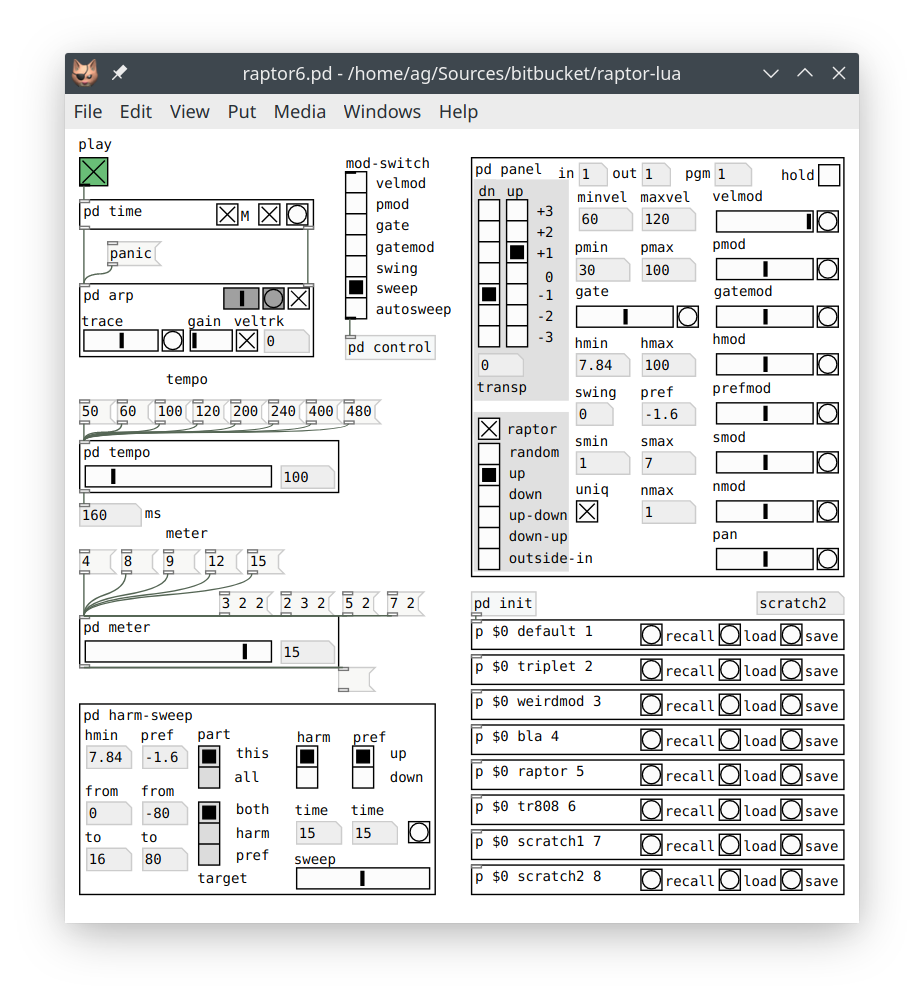 raptor6.pd - /home/ag/Sources/bitbucket/raptor-lua
File Edit View Put Media Windows Help
play
pd time
M
panic
pd arp
trace
gain
veltrk
0
mod-switch
velmod
pmod
gate
gatemod
swing
sweep
autosweep
pd control
tempo
50 60 100 120 200 240 400 480
pd tempo
100
160 ms
meter
4 8 9 12 15
3 2 2 2 3 2 5 2 7 2
pd meter
15
pd harm-sweep
hmin pref part harm pref
7.84 -1.6 this up
all down
from from
0 -80 both time time
harm 15 15
to to
16 80 pref sweep
target
pd panel in 1 out 1 pgm 1 hold
dn up
+3
+2
+1
0
-1
-2
-3
0
transp
raptor
random
up
down
up-down
down-up
outside-in
minvel maxvel velmod
60 120
pmin pmax pmod
30 100
gate gatemod
hmin hmax hmod
7.84 100
swing pref prefmod
0 -1.6
smin smax smod
1 7
uniq nmax nmod
1
pan
pd init scratch2
p $0 default 1 recall load save
p $0 triplet 2 recall load save
p $0 weirdmod 3 recall load save
p $0 bla 4 recall load save
p $0 raptor 5 recall load save
p $0 tr808 6 recall load save
p $0 scratch1 7 recall load save
p $0 scratch2 8 recall load save